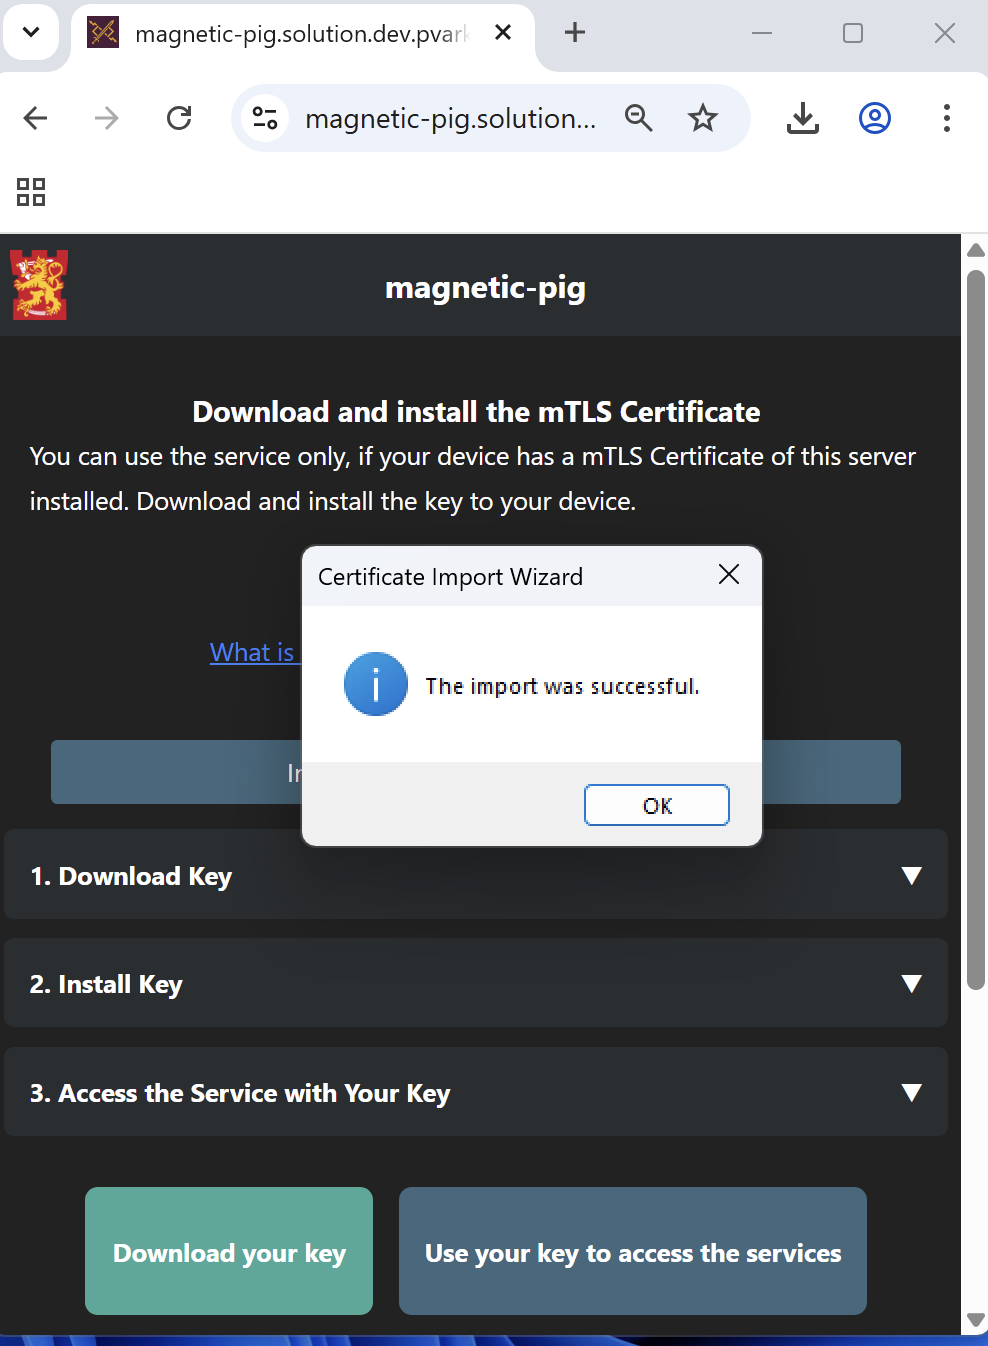 magnetic-pig.solution.dev.pvark
magnetic-pig.solution...
magnetic-pig
Download and install the mTLS Certificate
You can use the service only, if your device has a mTLS Certificate of this server
installed. Download and install the key to your device.
Certificate Import Wizard
What is
The import was successful.
OK
1. Download Key
2. Install Key
3. Access the Service with Your Key
Download your key
Use your key to access the services